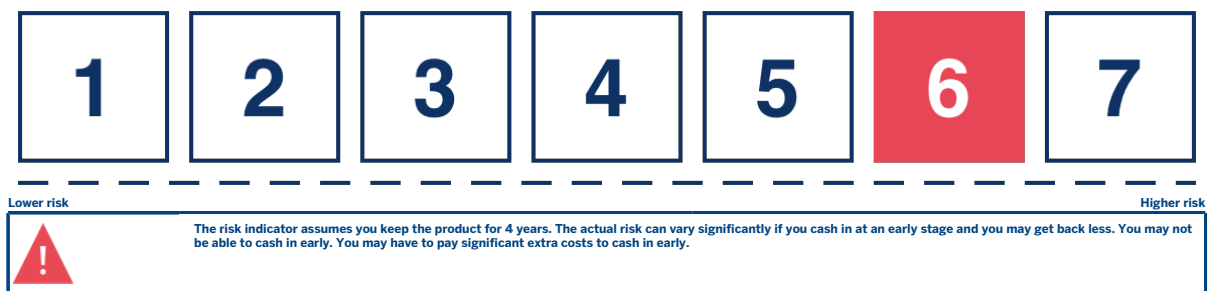 1 2 3 4 5 6 7
Lower risk Higher risk
The risk indicator assumes you keep the product for 4 years. The actual risk can vary significantly if you cash in at an early stage and you may get back less. You may not
be able to cash in early. You may have to pay significant extra costs to cash in early.
!